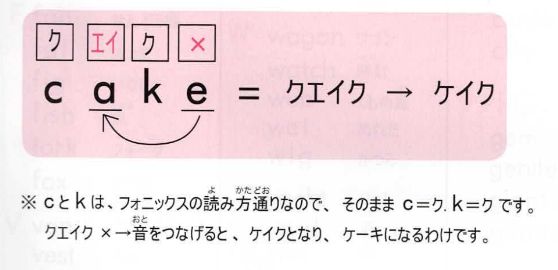 ク エイ ク ×
c a k e = クエイク → ケイク
※ cとkは、フォニックスの読み方通りなので、そのまま c=ク. k=ク です。
クエイク ×→音をつなげると、ケイクとなり、ケーキになるわけです。